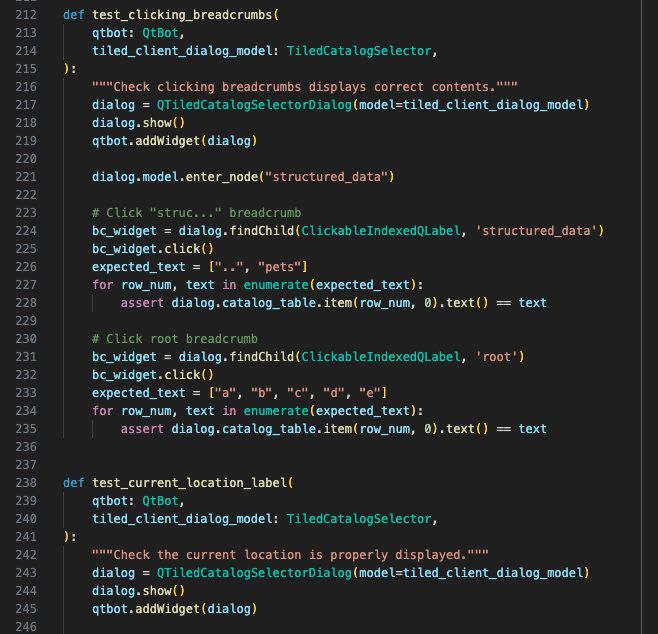 212 def test_clicking_breadcrumbs(
213     qtbot: QtBot,
214     tiled_client_dialog_model: TiledCatalogSelector,
215 ):
216     """Check clicking breadcrumbs displays correct contents."""
217     dialog = QTiledCatalogSelectorDialog(model=tiled_client_dialog_model)
218     dialog.show()
219     qtbot.addWidget(dialog)
220
221     dialog.model.enter_node("structured_data")
222
223     # Click "struc..." breadcrumb
224     bc_widget = dialog.findChild(ClickableIndexedQLabel, 'structured_data')
225     bc_widget.click()
226     expected_text = ["..", "pets"]
227     for row_num, text in enumerate(expected_text):
228         assert dialog.catalog_table.item(row_num, 0).text() == text
229
230     # Click root breadcrumb
231     bc_widget = dialog.findChild(ClickableIndexedQLabel, 'root')
232     bc_widget.click()
233     expected_text = ["a", "b", "c", "d", "e"]
234     for row_num, text in enumerate(expected_text):
235         assert dialog.catalog_table.item(row_num, 0).text() == text
236
237
238 def test_current_location_label(
239     qtbot: QtBot,
240     tiled_client_dialog_model: TiledCatalogSelector,
241 ):
242     """Check the current location is properly displayed."""
243     dialog = QTiledCatalogSelectorDialog(model=tiled_client_dialog_model)
244     dialog.show()
245     qtbot.addWidget(dialog)
246